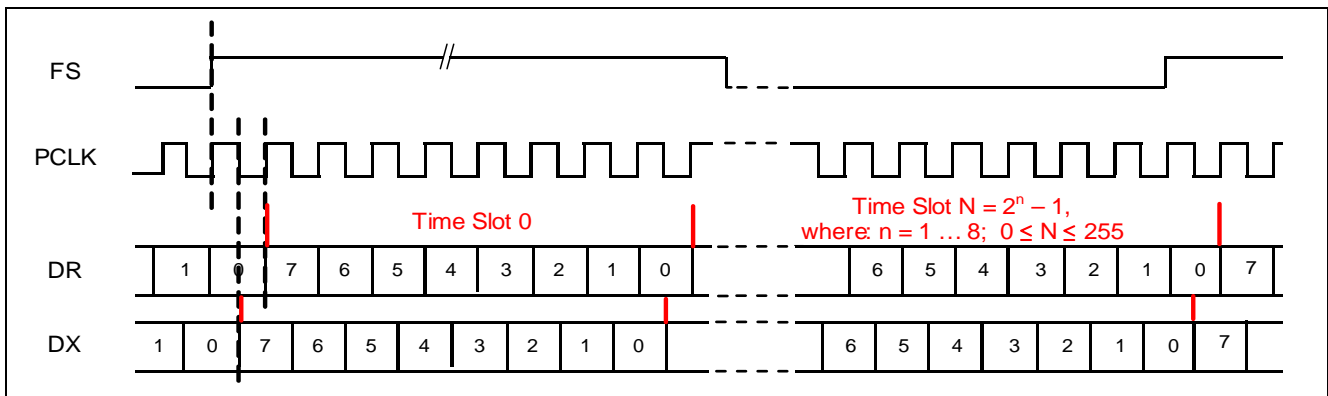 FS
PCLK
Time Slot 0
Time Slot N = 2ⁿ – 1,
where: n = 1 … 8; 0 ≤ N ≤ 255
DR 1 0 7 6 5 4 3 2 1 0 6 5 4 3 2 1 0 7
DX 1 0 7 6 5 4 3 2 1 0 6 5 4 3 2 1 0 7